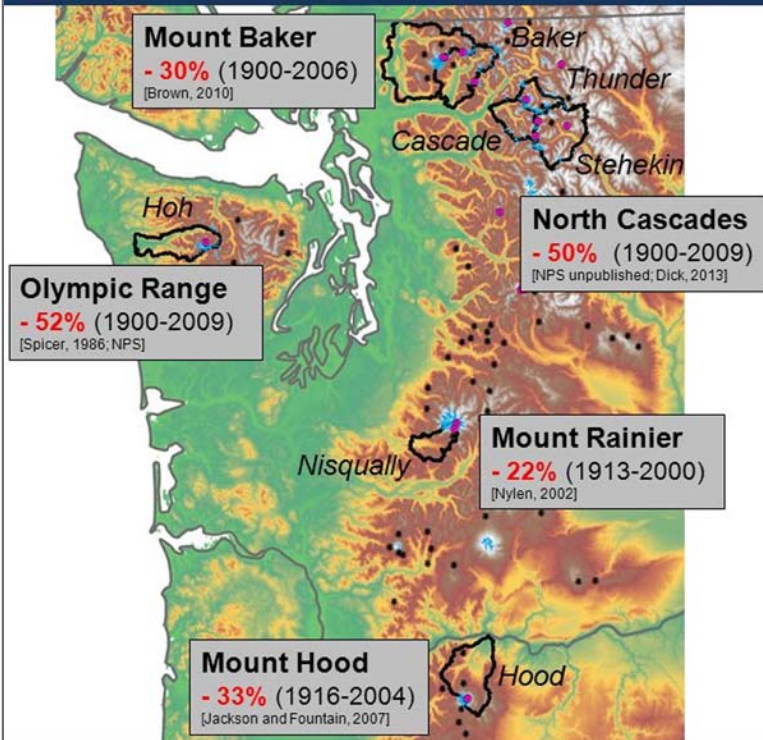 Mount Baker
- 30% (1900-2006)
[Brown, 2010]
Baker
Thunder
Cascade
Stehekin
Hoh
North Cascades
- 50% (1900-2009)
[NPS unpublished; Dick, 2013]
Olympic Range
- 52% (1900-2009)
[Spicer, 1986; NPS]
Mount Rainier
- 22% (1913-2000)
[Nylen, 2002]
Nisqually
Mount Hood
- 33% (1916-2004)
[Jackson and Fountain, 2007]
Hood